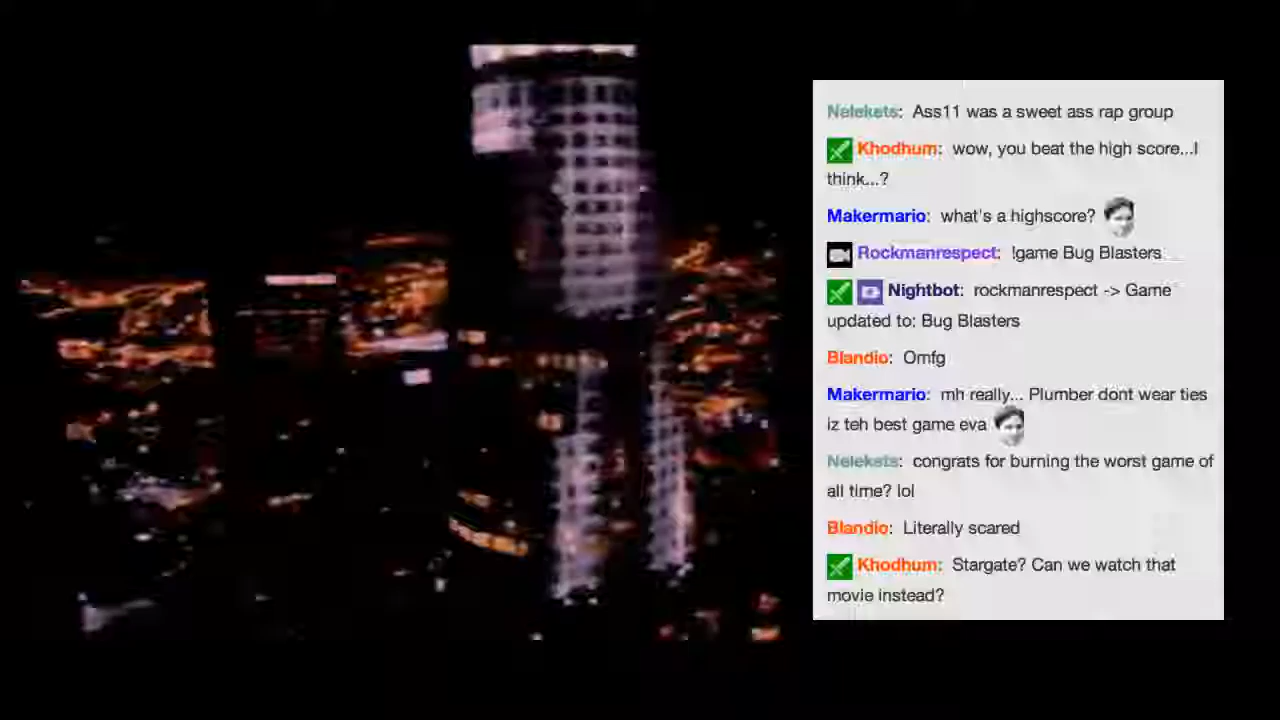 Nelekets: Ass11 was a sweet ass rap group
Khodhum: wow, you beat the high score...I
think...?
Makermario: what's a highscore?
Rockmanrespect: !game Bug Blasters
Nightbot: rockmanrespect -> Game
updated to: Bug Blasters
Blandio: Omfg
Makermario: mh really... Plumber dont wear ties
iz teh best game eva
Nelekets: congrats for burning the worst game of
all time? lol
Blandio: Literally scared
Khodhum: Stargate? Can we watch that
movie instead?